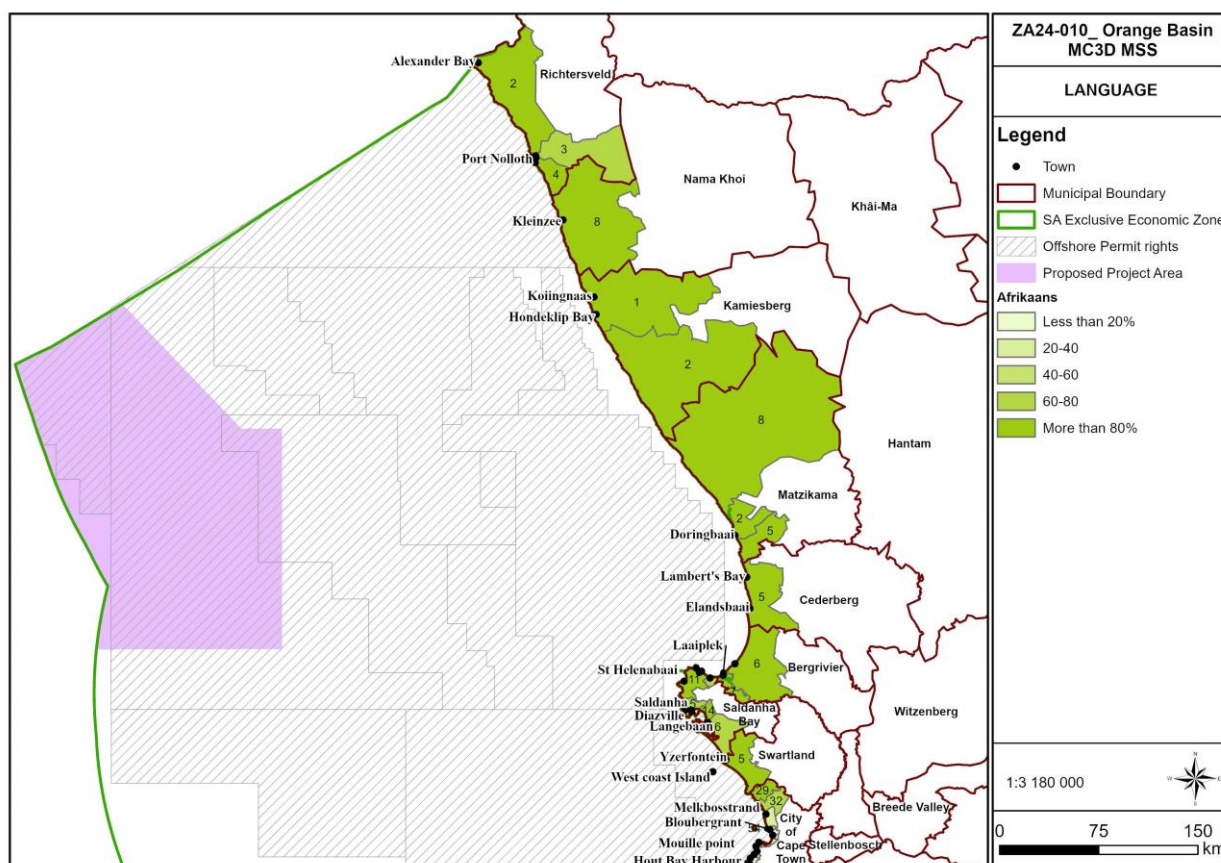 Alexander Bay
Richtersveld
2
Port Nolloth
3
4
Nama Khoi
Khâi-Ma
Kleinzee
8
Koiingnaas
1
Kamiesberg
Hondeklip Bay
2
8
Hantam
Matzikama
2
5
Doringbaai
Lambert's Bay
5
Cederberg
Elandsbaai
Laaiplek
6
Bergrivier
St Helenabaai
11
Saldanha
Saldanha
Bay
Witzenberg
Diazville
Langebaan
6
Swartland
Yzerfontein
5
West coast Island
29
32
Breede Valley
Melkbosstrand
Bloubergrant
City
of
Cape
Town
Stellenbosch
Mouille point
Hout Bay Harbour
ZA24-010_ Orange Basin
MC3D MSS
LANGUAGE
Legend
Town
Municipal Boundary
SA Exclusive Economic Zone
Offshore Permit rights
Proposed Project Area
Afrikaans
Less than 20%
20-40
40-60
60-80
More than 80%
1:3 180 000
N
W
E
S
0 75 150
km